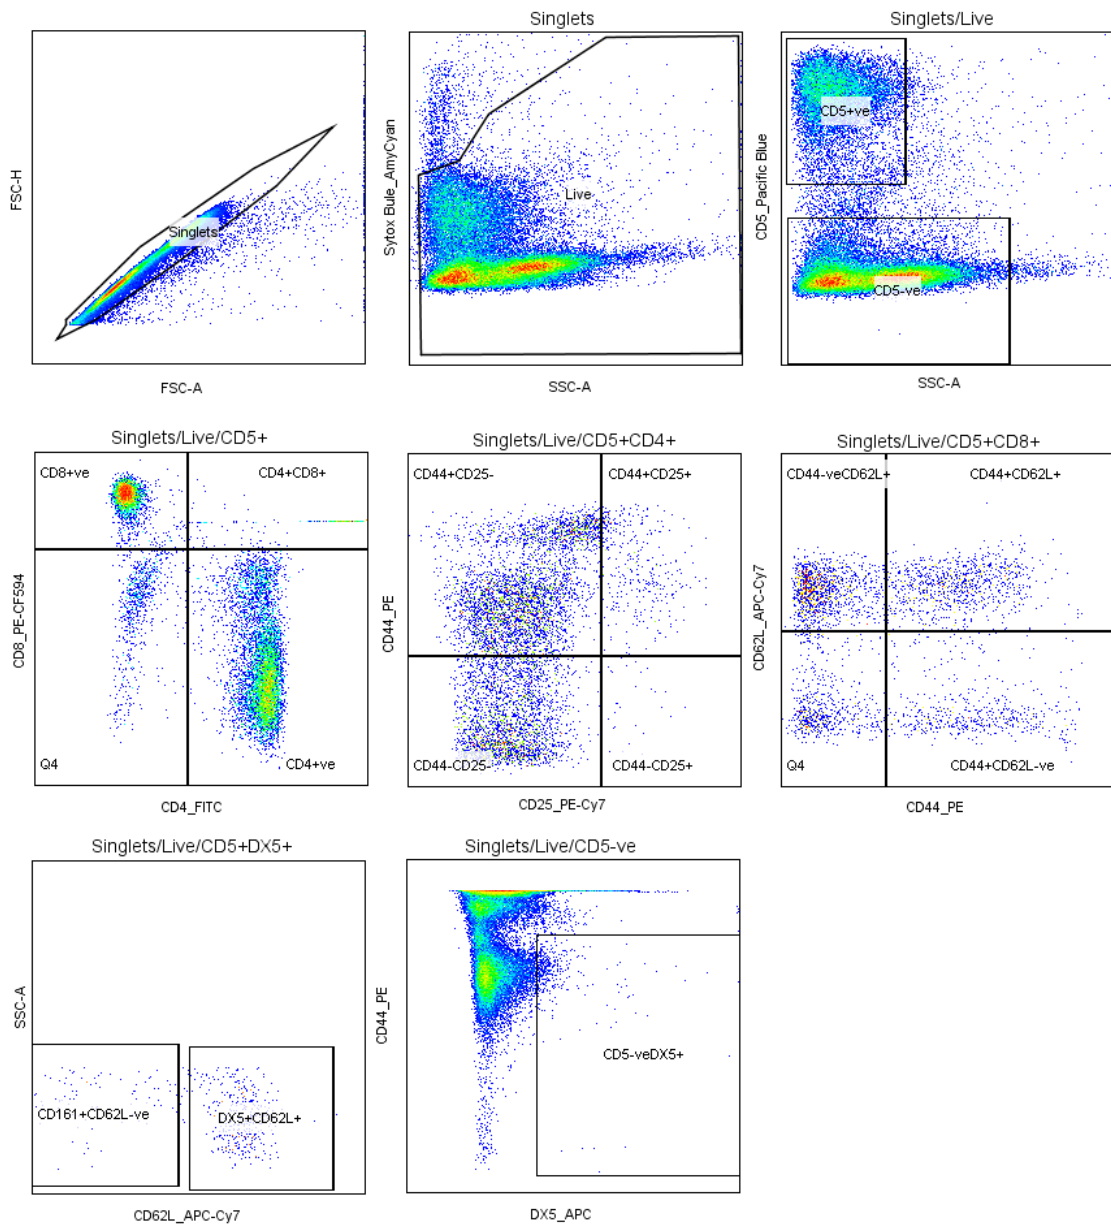 Singlets
Singlets/Live
FSC-H
Singlets
FSC-A
Sytox Bule_AmyCyan
Live
SSC-A
CD5_Pacific Blue
CD5+ve
CD5-ve
SSC-A
Singlets/Live/CD5+
Singlets/Live/CD5+CD4+
Singlets/Live/CD5+CD8+
CD8_PE-CF594
CD8+ve
CD4+CD8+
Q4
CD4+ve
CD4_FITC
CD44_PE
CD44+CD25-
CD44+CD25+
CD44-CD25-
CD44-CD25+
CD25_PE-Cy7
CD62L_APC-Cy7
CD44-veCD62L+
CD44+CD62L+
Q4
CD44+CD62L-ve
CD44_PE
Singlets/Live/CD5+DX5+
Singlets/Live/CD5-ve
SSC-A
CD161+CD62L-ve
DX5+CD62L+
CD62L_APC-Cy7
CD44_PE
CD5-veDX5+
DX5_APC